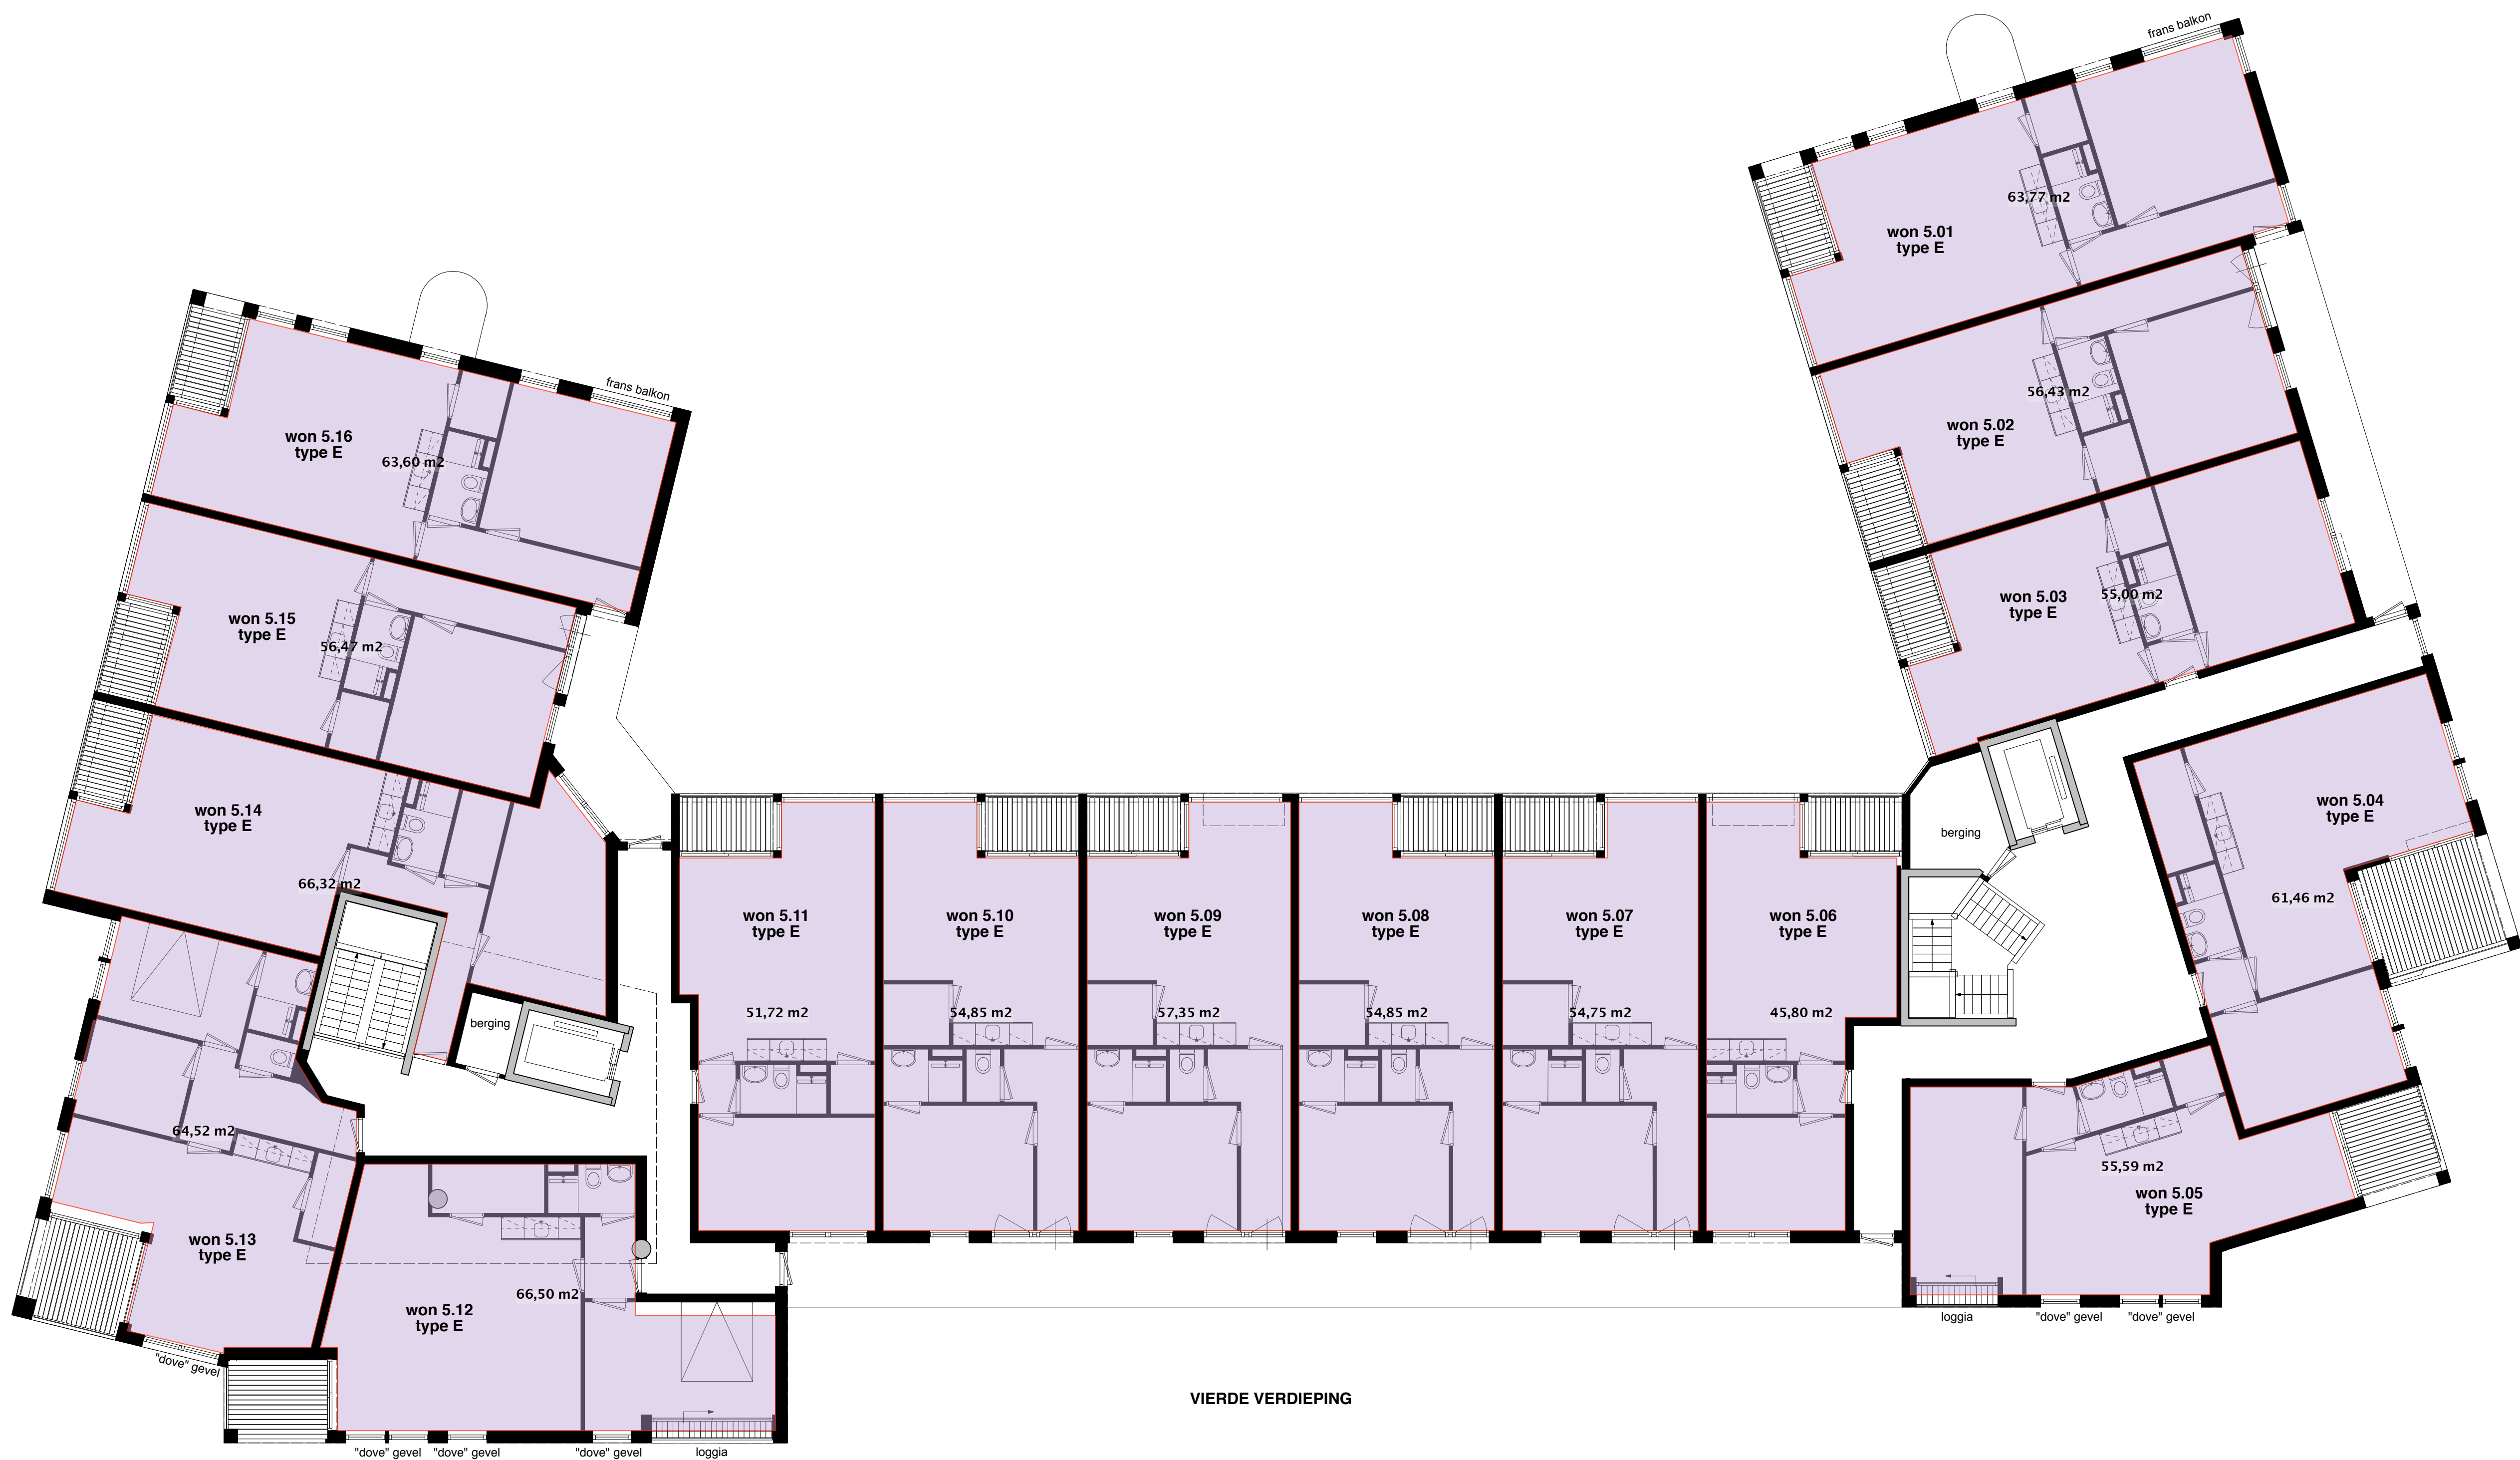 frans balkon
63,77 m2
won 5.01
type E
56,43 m2
won 5.02
type E
55,00 m2
won 5.03
type E
frans balkon
won 5.16
type E
63,60 m2
won 5.15
type E
56,47 m2
won 5.14
type E
66,32 m2
won 5.04
type E
61,46 m2
berging
won 5.11
type E
51,72 m2
won 5.10
type E
54,85 m2
won 5.09
type E
57,35 m2
won 5.08
type E
54,85 m2
won 5.07
type E
54,75 m2
won 5.06
type E
45,80 m2
berging
64,52 m2
won 5.13
type E
"dove" gevel
55,59 m2
won 5.05
type E
66,50 m2
won 5.12
type E
loggia
"dove" gevel
"dove" gevel
VIERDE VERDIEPING
"dove" gevel
"dove" gevel
"dove" gevel
loggia